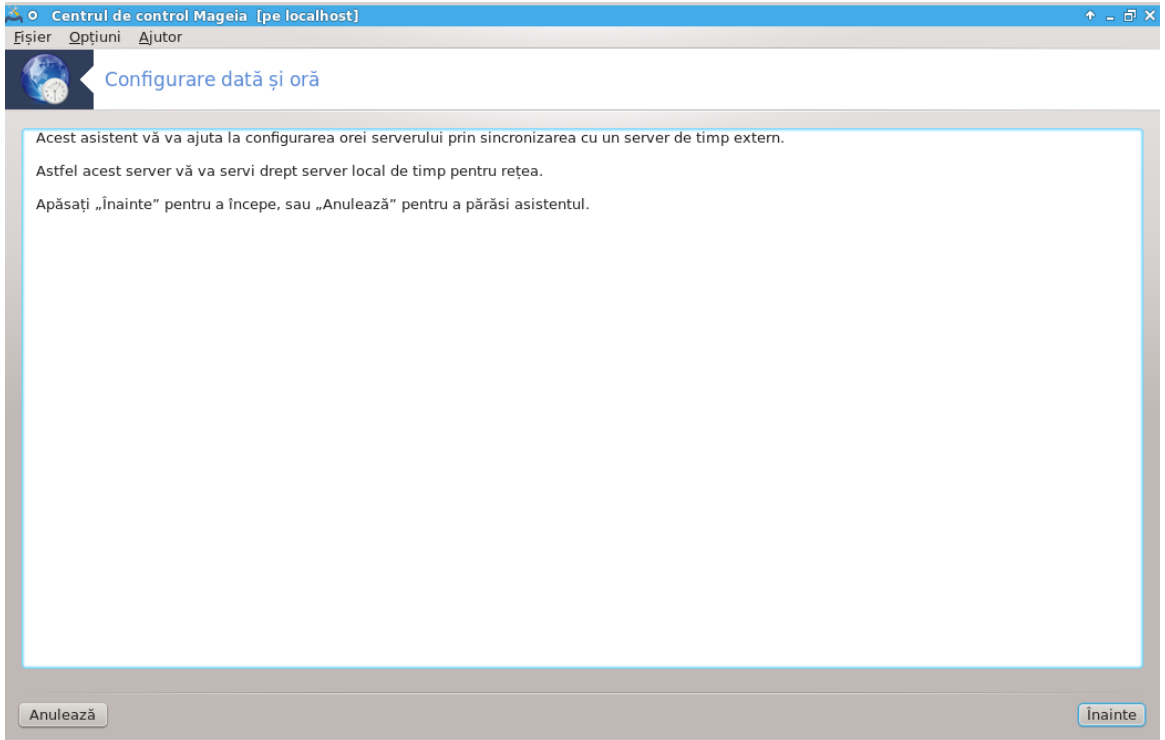 Centrul de control Mageia [pe localhost]
Fișier Opțiuni Ajutor
Configurare dată și oră
Acest asistent vă va ajuta la configurarea orei serverului prin sincronizarea cu un server de timp extern.
Astfel acest server vă va servi drept server local de timp pentru rețea.
Apăsați „Înainte” pentru a începe, sau „Anulează” pentru a părăsi asistentul.
Anulează Înainte